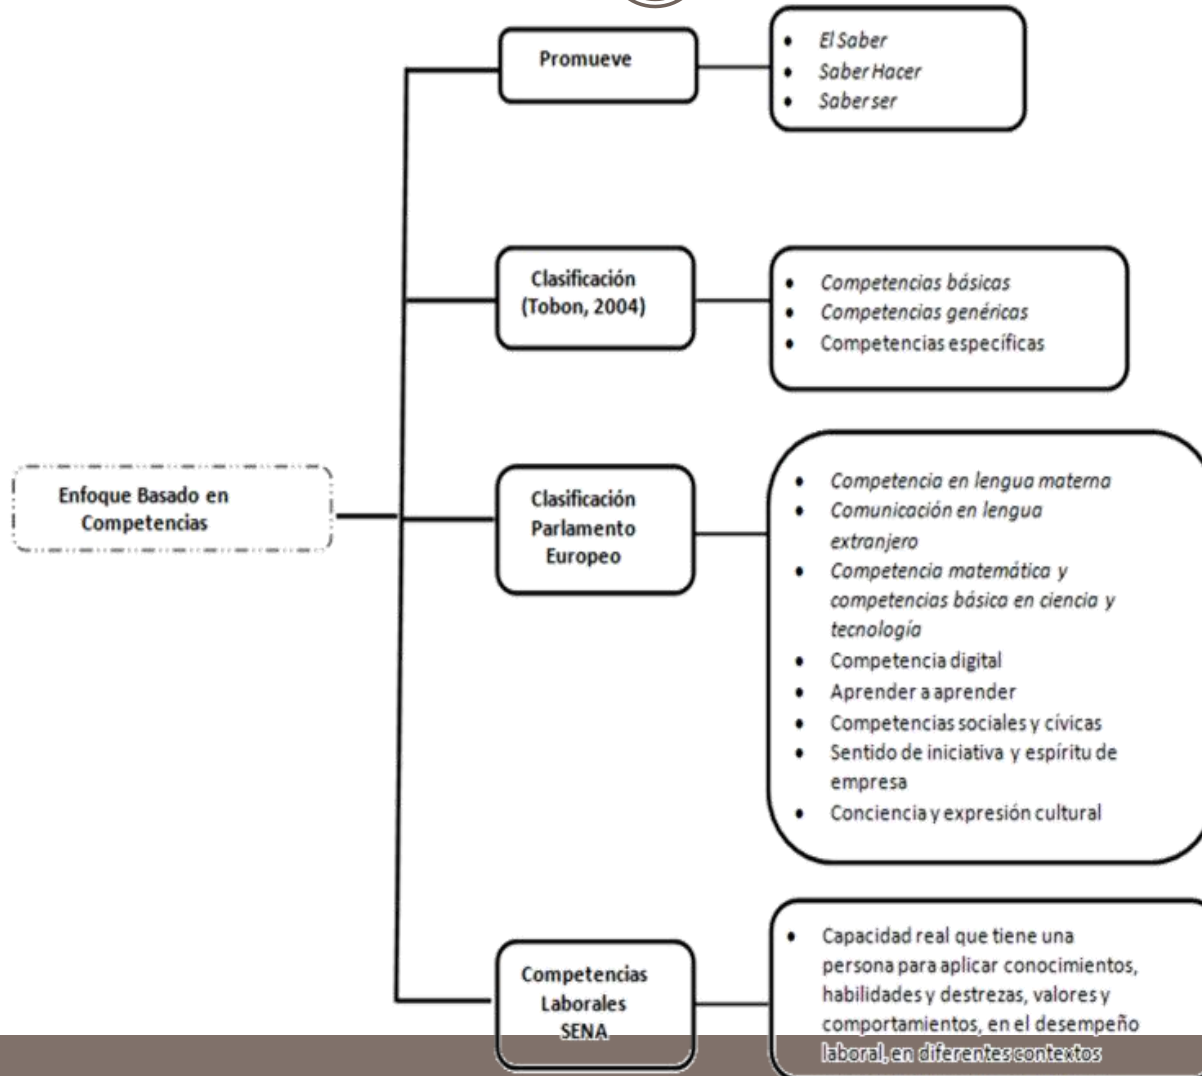 Promueve
• El Saber
• Saber Hacer
• Saber ser
Clasificación
(Tobon, 2004)
• Competencias básicas
• Competencias genéricas
• Competencias específicas
Enfoque Basado en
Competencias
Clasificación
Parlamento
Europeo
• Competencia en lengua materna
• Comunicación en lengua
extranjero
• Competencia matemática y
competencias básica en ciencia y
tecnología
• Competencia digital
• Aprender a aprender
• Competencias sociales y cívicas
• Sentido de iniciativa y espíritu de
empresa
• Conciencia y expresión cultural
Competencias
Laborales
SENA
• Capacidad real que tiene una
persona para aplicar conocimientos,
habilidades y destrezas, valores y
comportamientos, en el desempeño
laboral, en diferentes contextos